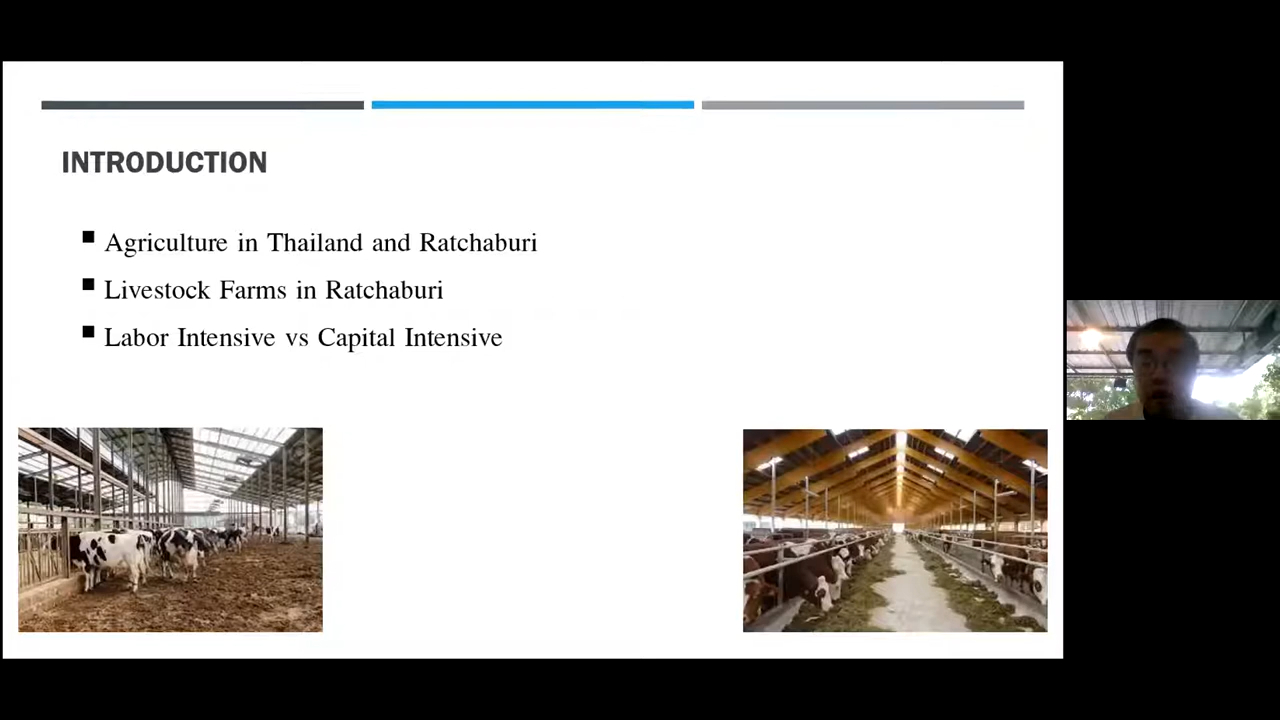 INTRODUCTION
Agriculture in Thailand and Ratchaburi
Livestock Farms in Ratchaburi
Labor Intensive vs Capital Intensive